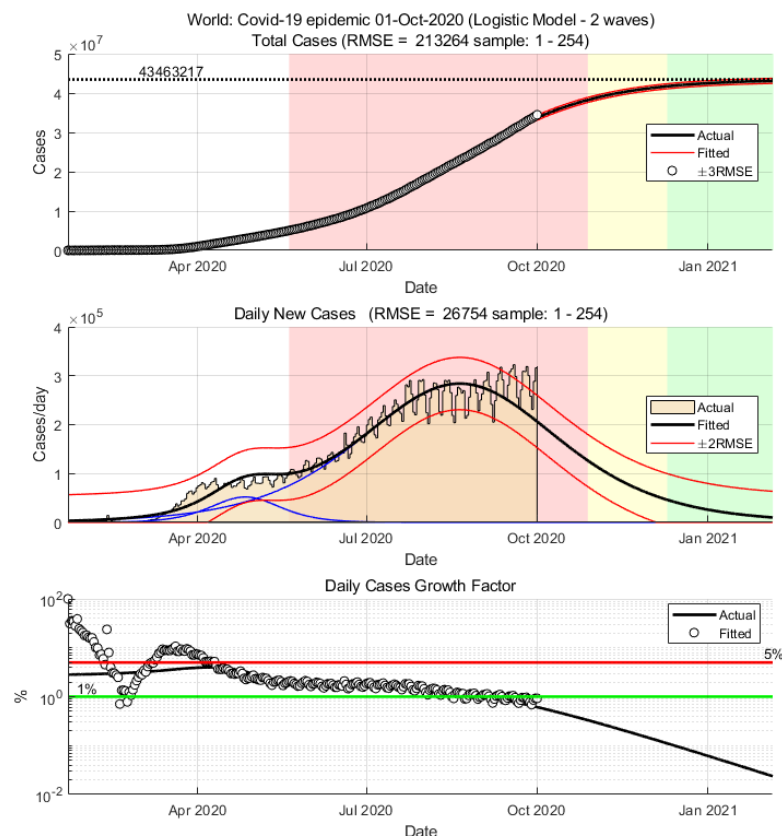 World: Covid-19 epidemic 01-Oct-2020 (Logistic Model - 2 waves)
Total Cases (RMSE = 213264 sample: 1 - 254)
×10^7
5
4
3
2
1
0
43463217
Cases
Actual
Fitted
±3RMSE
Apr 2020 Jul 2020 Oct 2020 Jan 2021
Date
Daily New Cases (RMSE = 26754 sample: 1 - 254)
×10^5
4
3
2
1
0
Cases/day
Actual
Fitted
±2RMSE
Apr 2020 Jul 2020 Oct 2020 Jan 2021
Date
Daily Cases Growth Factor
10^2
10^0
10^-2
%
Actual
Fitted
5%
1%
Apr 2020 Jul 2020 Oct 2020 Jan 2021
Date